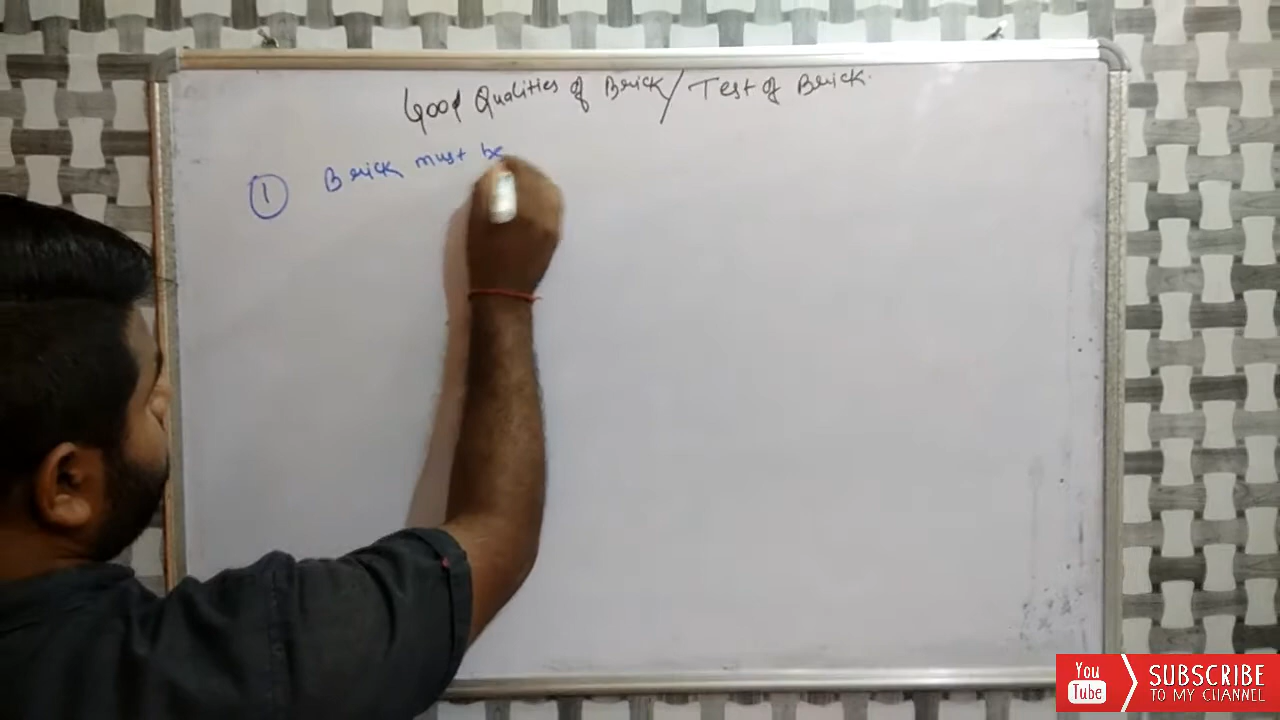 Good Qualities of Brick / Test of Brick.
1 Brick must be
You Tube
SUBSCRIBE
TO MY CHANNEL